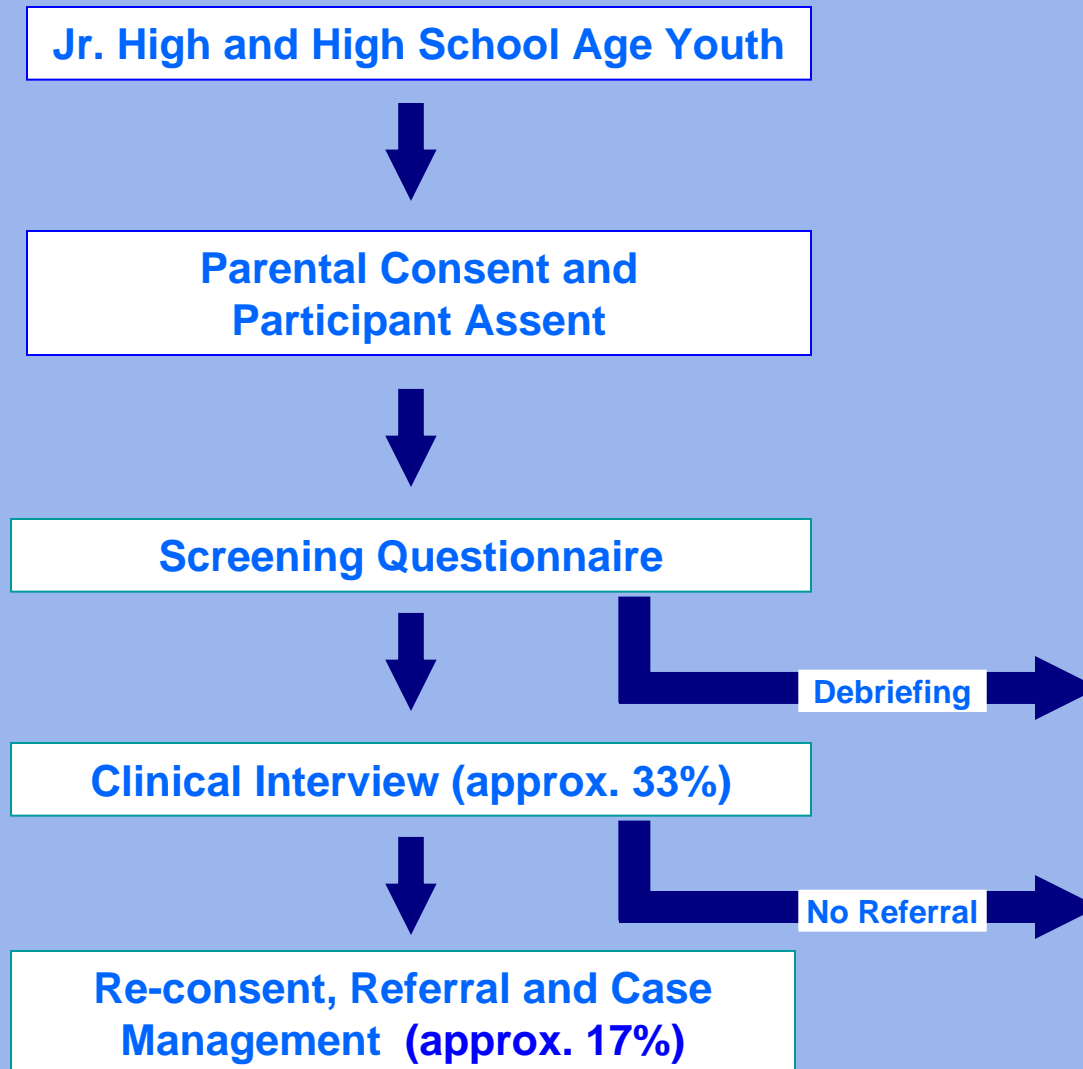 Jr. High and High School Age Youth
Parental Consent and
Participant Assent
Screening Questionnaire
Debriefing
Clinical Interview (approx. 33%)
No Referral
Re-consent, Referral and Case
Management (approx. 17%)